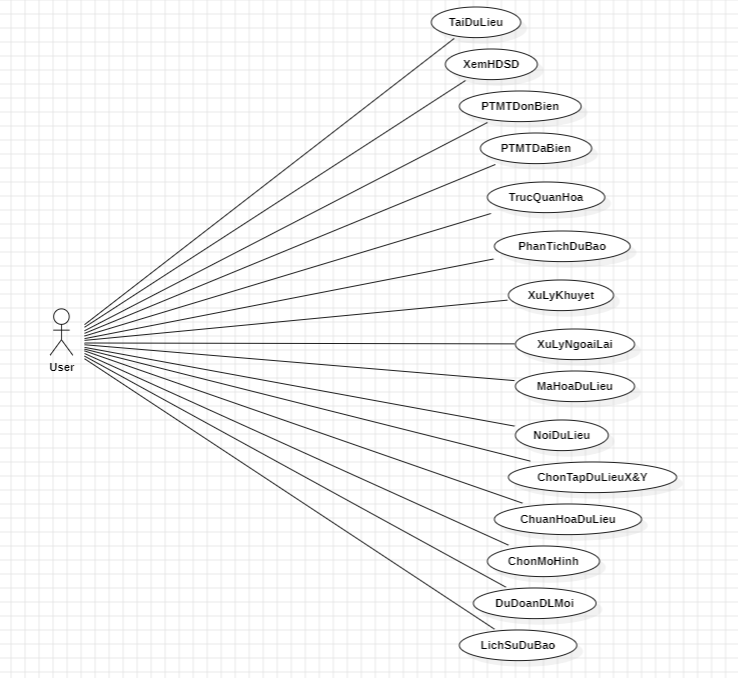 TaiDuLieu
XemHDSD
PTMTDonBien
PTMTDaBien
TrucQuanHoa
PhanTichDuBao
XuLyKhuyet
XuLyNgoaiLai
User
MaHoaDuLieu
NoiDuLieu
ChonTapDuLieuX&Y
ChuanHoaDuLieu
ChonMoHinh
DuDoanDLMoi
LichSuDuBao